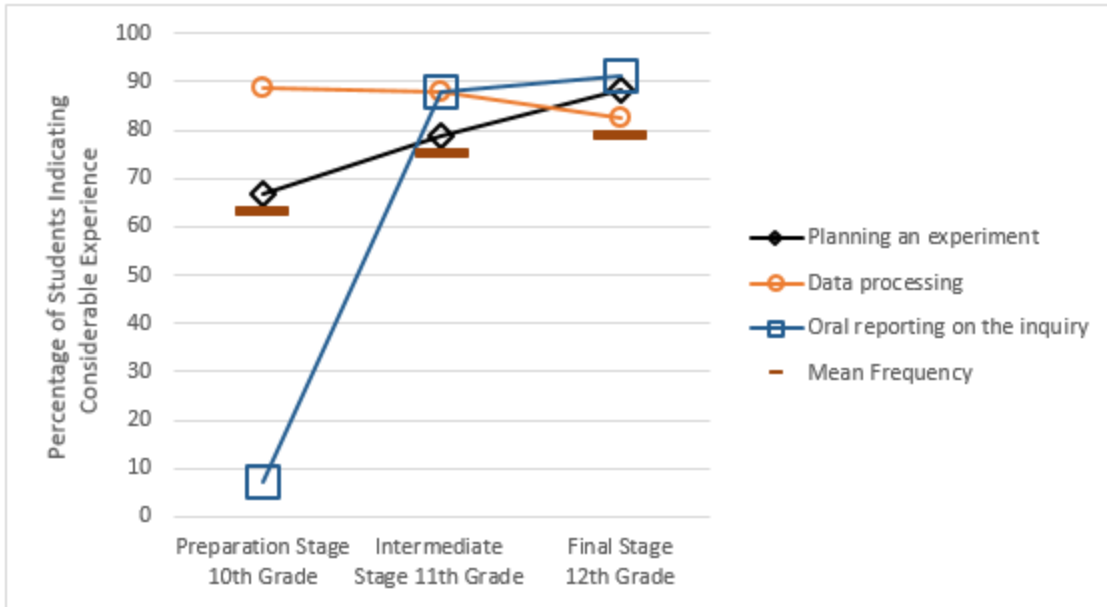 100
90
80
70
60
50
40
30
20
10
0
Percentage of Students Indicating
Considerable Experience
Preparation Stage
10th Grade
Intermediate
Stage 11th Grade
Final Stage
12th Grade
Planning an experiment
Data processing
Oral reporting on the inquiry
Mean Frequency